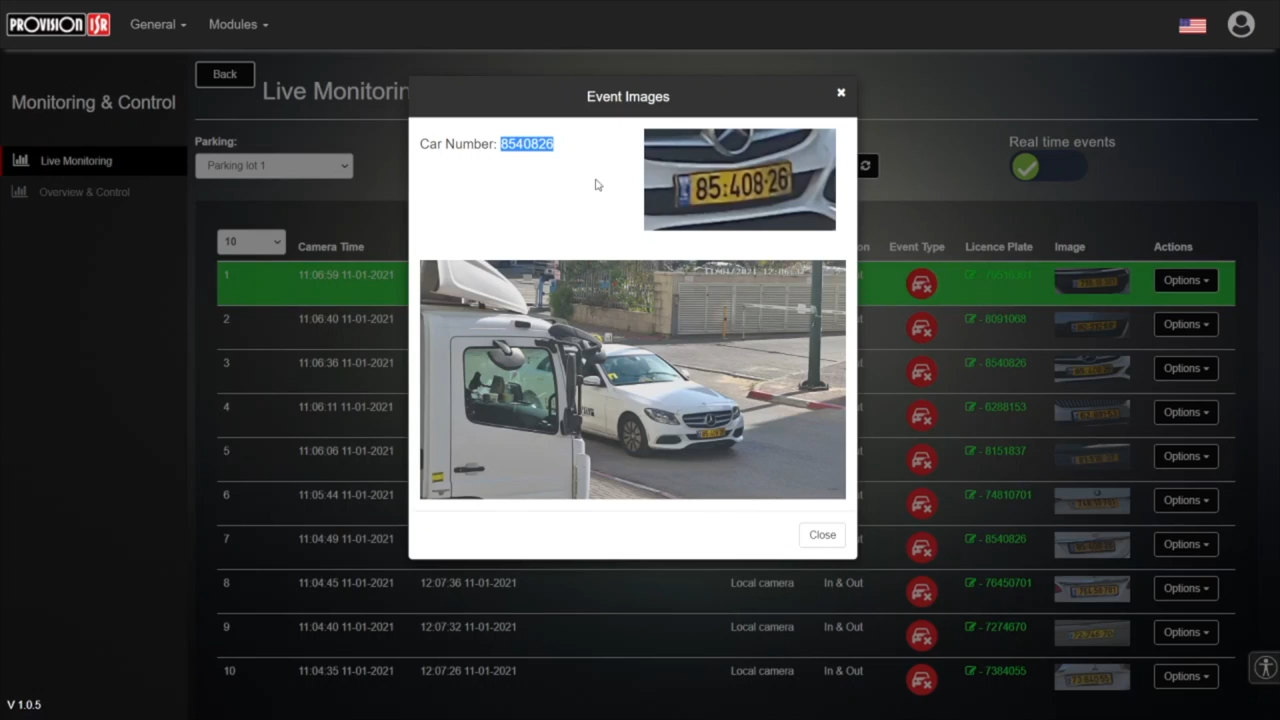 PROVISION ISR
General
Modules
Monitoring & Control
Live Monitoring
Overview & Control
V 1.0.5
Back
Live Monitorin
Parking:
Parking lot 1
Real time events
10
Camera Time
Event Type
Licence Plate
Image
Actions
1 11:06:59 11-01-2021 Options
2 11:06:40 11-01-2021 - 8091068 Options
3 11:06:36 11-01-2021 - 8540826 Options
4 11:06:11 11-01-2021 - 6288153 Options
5 11:06:06 11-01-2021 - 8151837 Options
6 11:05:44 11-01-2021 - 74810701 Options
7 11:04:49 11-01-2021 - 8540826 Options
8 11:04:45 11-01-2021 12:07:36 11-01-2021 Local camera In & Out - 76450701 Options
9 11:04:40 11-01-2021 12:07:32 11-01-2021 Local camera In & Out - 7274670 Options
10 11:04:35 11-01-2021 12:07:26 11-01-2021 Local camera In & Out - 7384055 Options
Event Images
Car Number: 8540826
85·408·26
Close